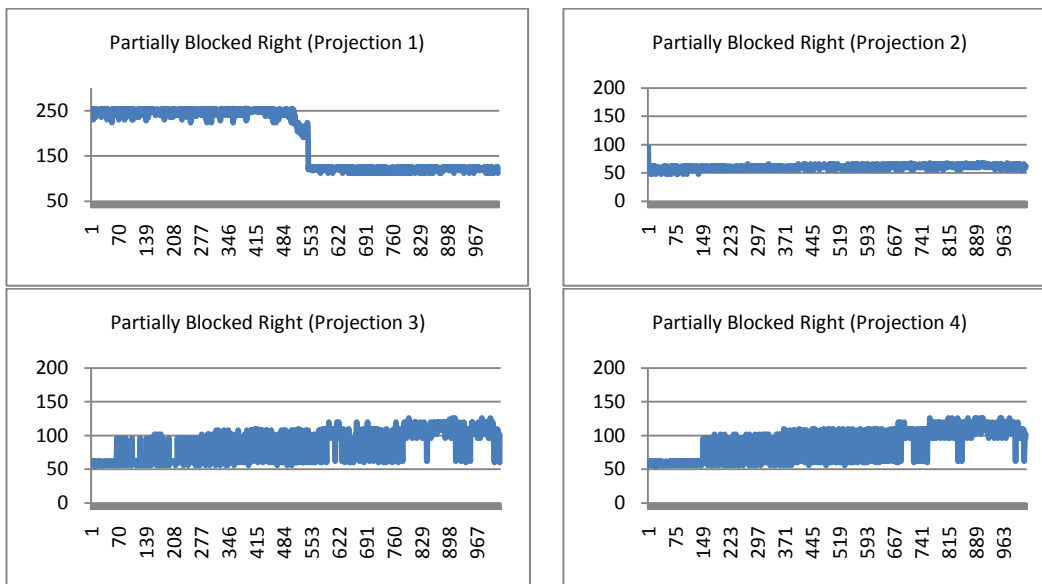 Partially Blocked Right (Projection 1)
250
150
50
1 70 139 208 277 346 415 484 553 622 691 760 829 898 967
Partially Blocked Right (Projection 2)
200
150
100
50
0
1 75 149 223 297 371 445 519 593 667 741 815 889 963
Partially Blocked Right (Projection 3)
200
150
100
50
0
1 70 139 208 277 346 415 484 553 622 691 760 829 898 967
Partially Blocked Right (Projection 4)
200
150
100
50
0
1 75 149 223 297 371 445 519 593 667 741 815 889 963